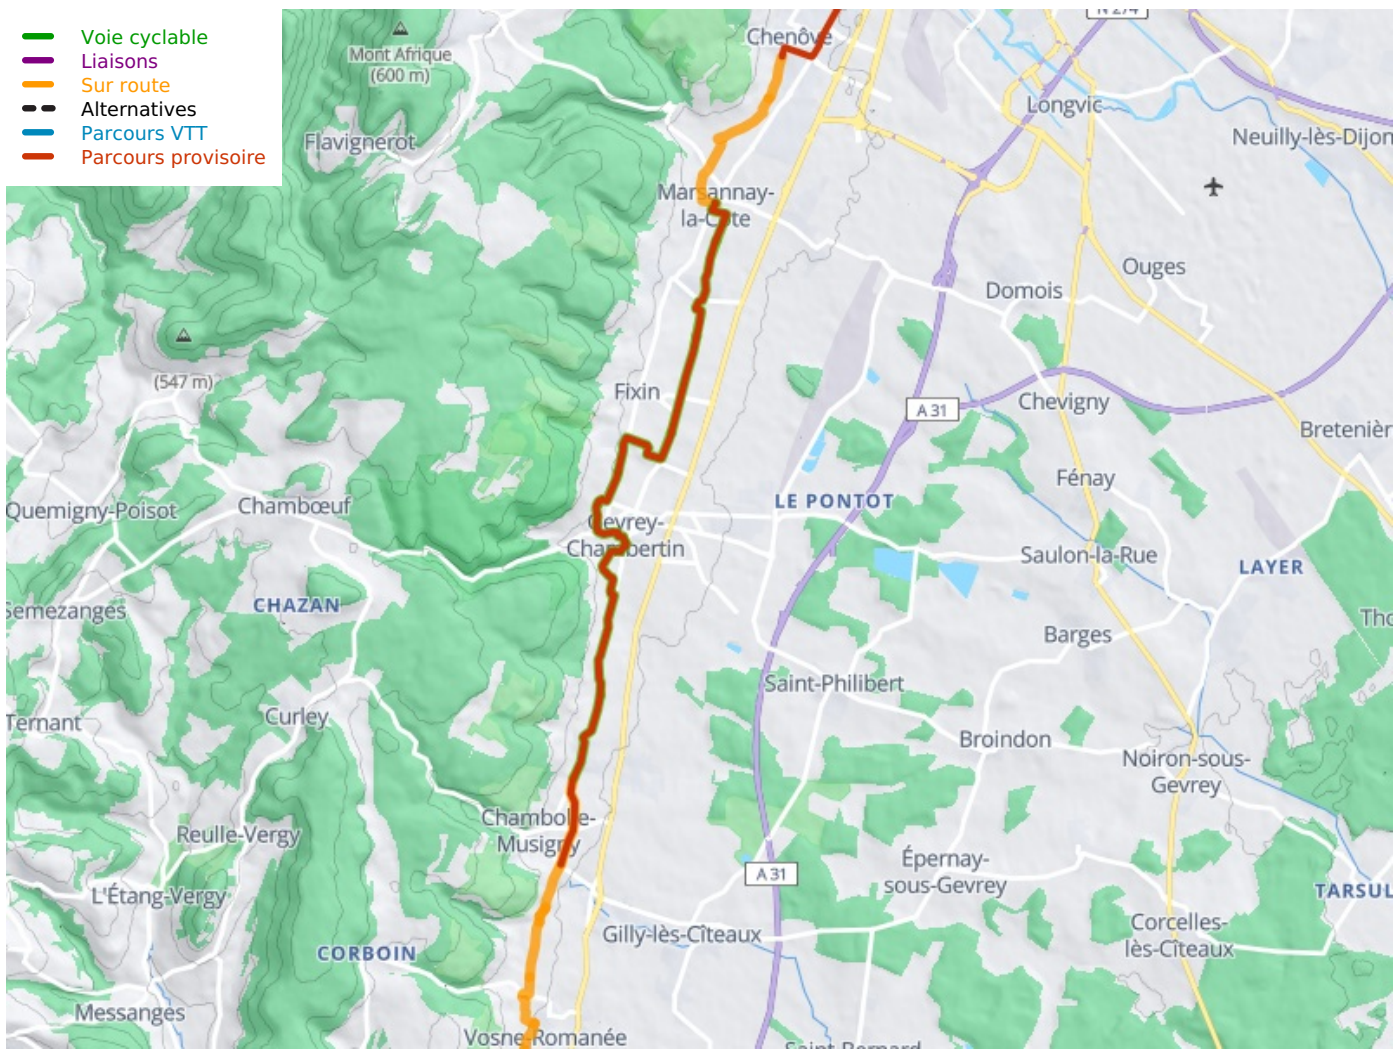 Voie cyclable
Liaisons
Sur route
Alternatives
Parcours VTT
Parcours provisoire
Mont Afrique
(600 m)
Chenôve
Longvic
Neuilly-lès-Dijon
Flavignerot
Marsannay-
la-Côte
Ouges
Domois
(547 m)
Fixin
A 31
Chevigny
Bretenièr
Fénay
Quemigny-Poisot
Chambœuf
LE PONTOT
Gevrey-
Chambertin
Saulon-la-Rue
LAYER
Semezanges
CHAZAN
Tho
Barges
Saint-Philibert
Ternant
Curley
Broindon
Noiron-sous-
Gevrey
Chambolle-
Musigny
Reulle-Vergy
Épernay-
sous-Gevrey
A 31
L'Étang-Vergy
TARSUL
Gilly-lès-Cîteaux
Corcelles-
lès-Cîteaux
CORBOIN
Messanges
Vosne-Romanée
Saint-Bernard